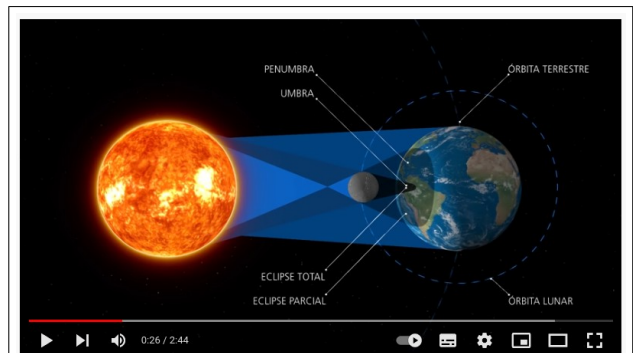 PENUMBRA
ÓRBITA TERRESTRE
UMBRA
ECLIPSE TOTAL
ECLIPSE PARCIAL
ÓRBITA LUNAR
0:26 / 2:44